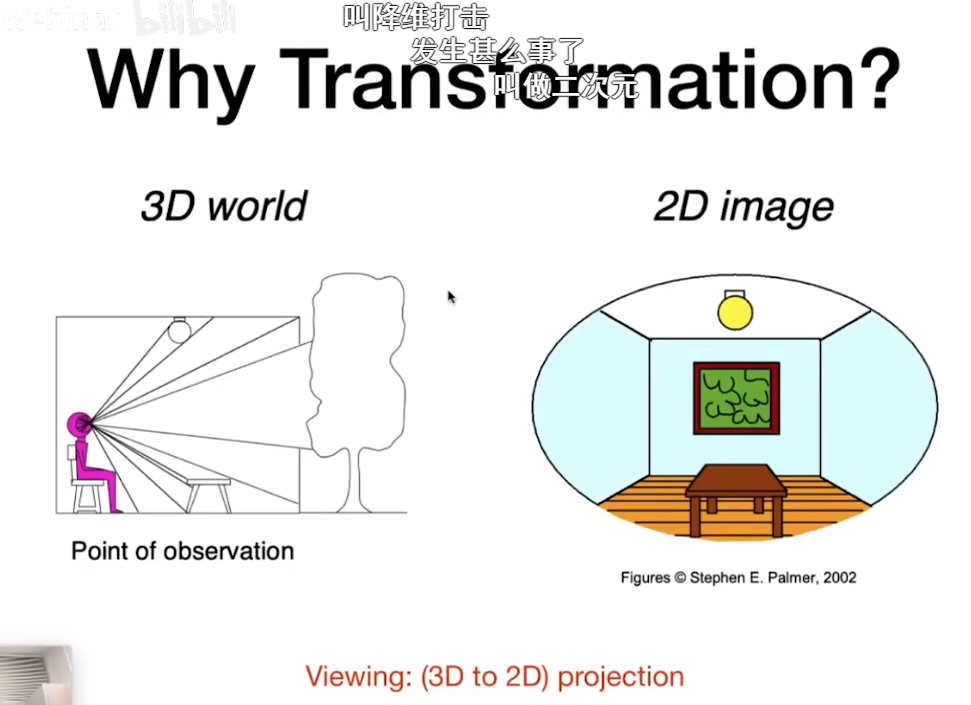 Webinar bilibili
叫降维打击
发生甚么事了
叫做二次元
Why Transformation?
3D world
2D image
Point of observation
Figures © Stephen E. Palmer, 2002
Viewing: (3D to 2D) projection